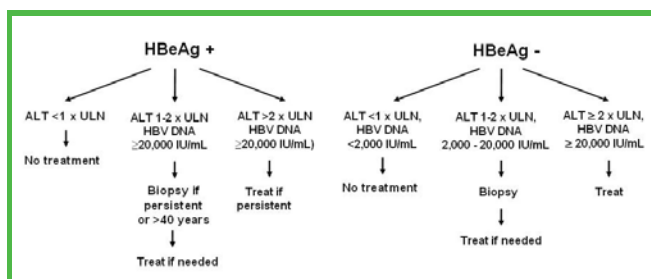 HBeAg +
ALT <1 x ULN
No treatment
ALT 1-2 x ULN
HBV DNA
≥20,000 IU/mL
Biopsy if
persistent
or >40 years
Treat if needed
ALT >2 x ULN
HBV DNA
≥20,000 IU/mL)
Treat if
persistent
HBeAg -
ALT <1 x ULN,
HBV DNA
<2,000 IU/mL
No treatment
ALT 1-2 x ULN,
HBV DNA
2,000 - 20,000 IU/mL
Biopsy
Treat if needed
ALT ≥ 2 x ULN,
HBV DNA
≥ 20,000 IU/mL
Treat